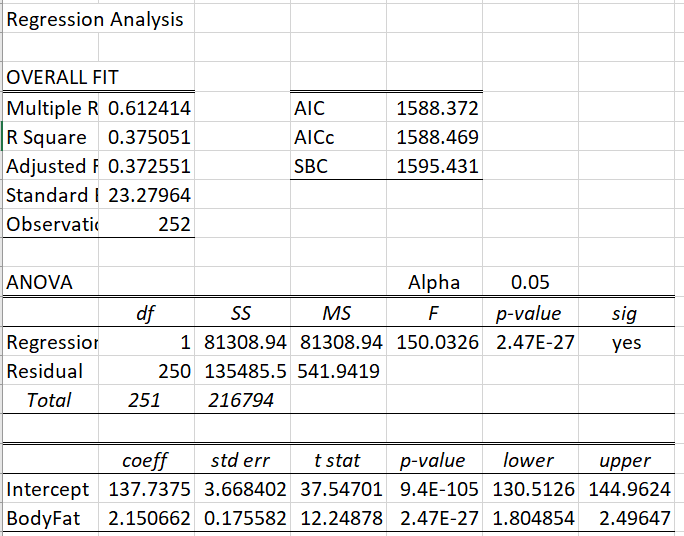 Regression Analysis
OVERALL FIT
Multiple R 0.612414 AIC 1588.372
R Square 0.375051 AICc 1588.469
Adjusted 0.372551 SBC 1595.431
Standard 23.27964
Observatio 252
ANOVA Alpha 0.05
df SS MS F p-value sig
Regression 1 81308.94 81308.94 150.0326 2.47E-27 yes
Residual 250 135485.5 541.9419
Total 251 216794
coeff std err t stat p-value lower upper
Intercept 137.7375 3.668402 37.54701 9.4E-105 130.5126 144.9624
BodyFat 2.150662 0.175582 12.24878 2.47E-27 1.804854 2.49647